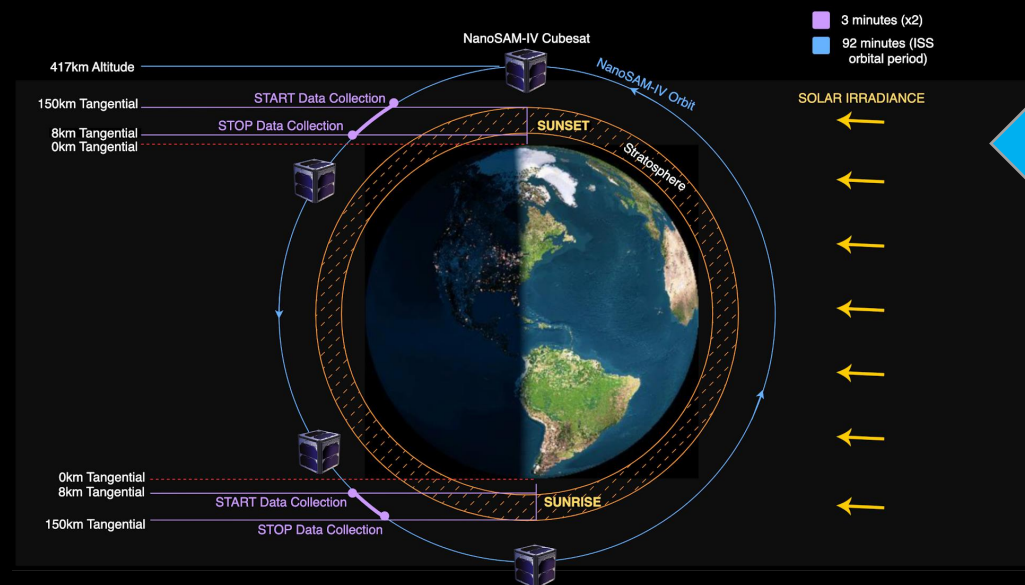 3 minutes (x2)
92 minutes (ISS
orbital period)
NanoSAM-IV Cubesat
417km Altitude
NanoSAM-IV Orbit
150km Tangential
START Data Collection
SOLAR IRRADIANCE
STOP Data Collection
SUNSET
8km Tangential
0km Tangential
Stratosphere
0km Tangential
8km Tangential
START Data Collection
SUNRISE
150km Tangential
STOP Data Collection